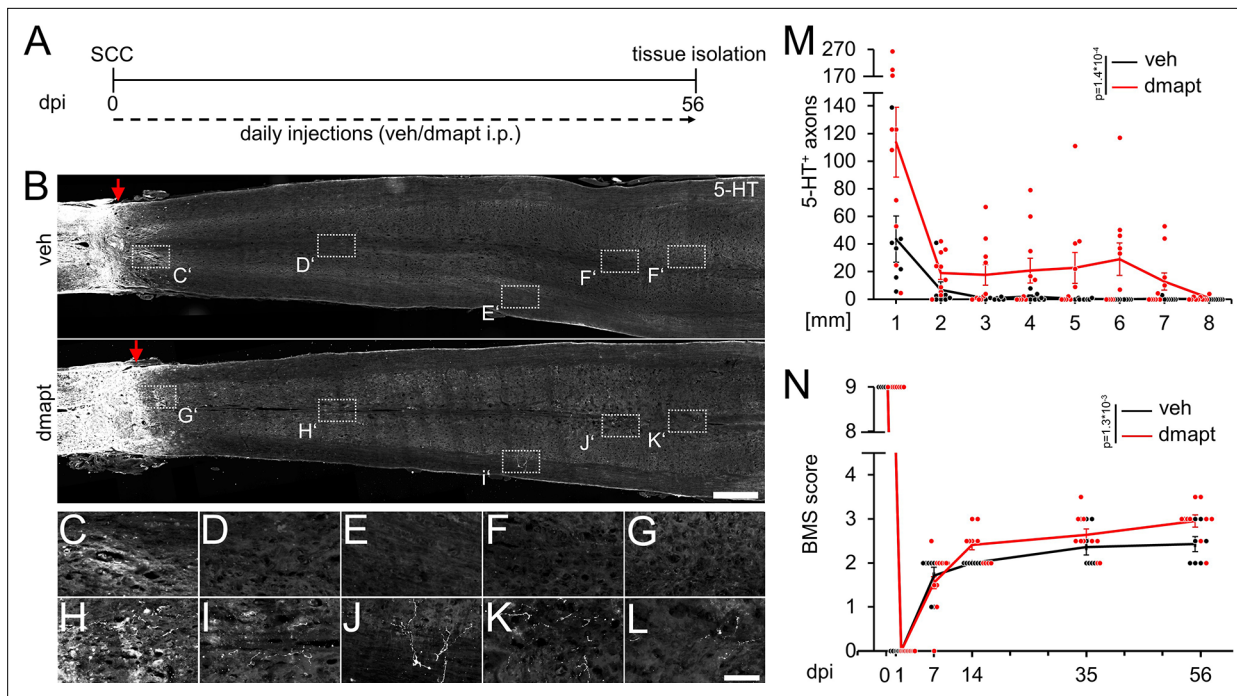 A
SCC
tissue isolation
dpi
0
56
daily injections (veh/dmapt i.p.)
B
5-HT
veh
C‘
D‘
E‘
F‘
F‘
dmapt
G‘
H‘
i‘
J‘
K‘
C
D
E
F
G
H
I
J
K
L
M
270
170
140
120
100
80
60
40
20
0
5-HT⁺ axons
[mm]
1 2 3 4 5 6 7 8
p=1.4*10⁻⁴
veh
dmapt
N
9
8
4
3
2
1
0
BMS score
dpi
0 1 7 14 35 56
p=1.3*10⁻³
veh
dmapt